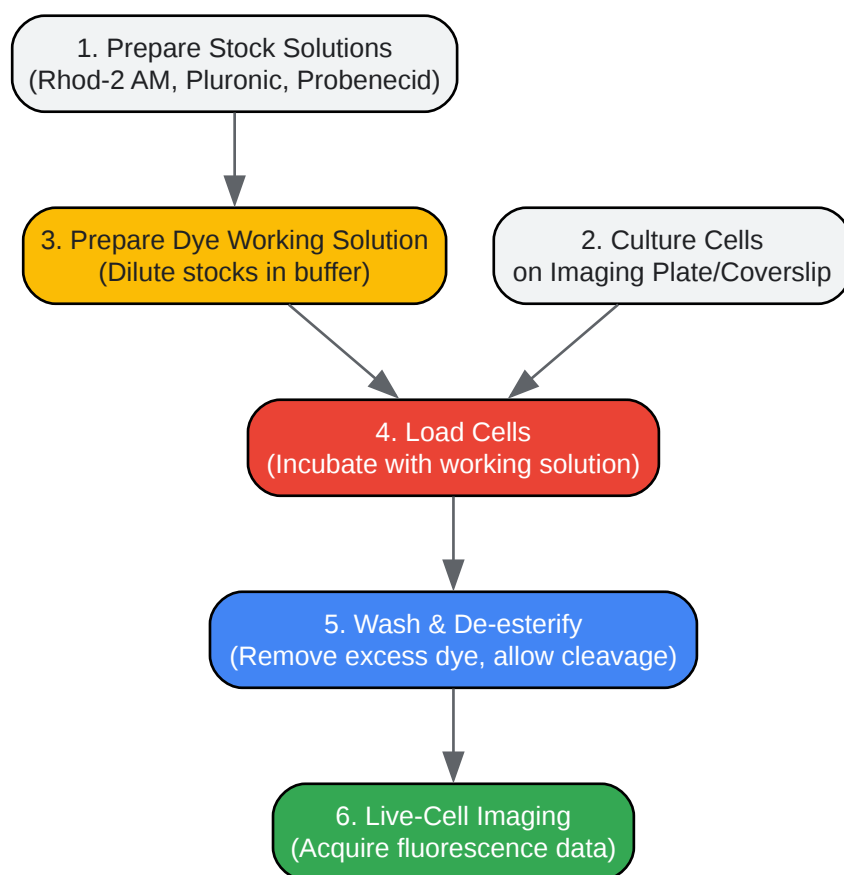 1. Prepare Stock Solutions
(Rhod-2 AM, Pluronic, Probenecid)
3. Prepare Dye Working Solution
(Dilute stocks in buffer)
2. Culture Cells
on Imaging Plate/Coverslip
4. Load Cells
(Incubate with working solution)
5. Wash & De-esterify
(Remove excess dye, allow cleavage)
6. Live-Cell Imaging
(Acquire fluorescence data)